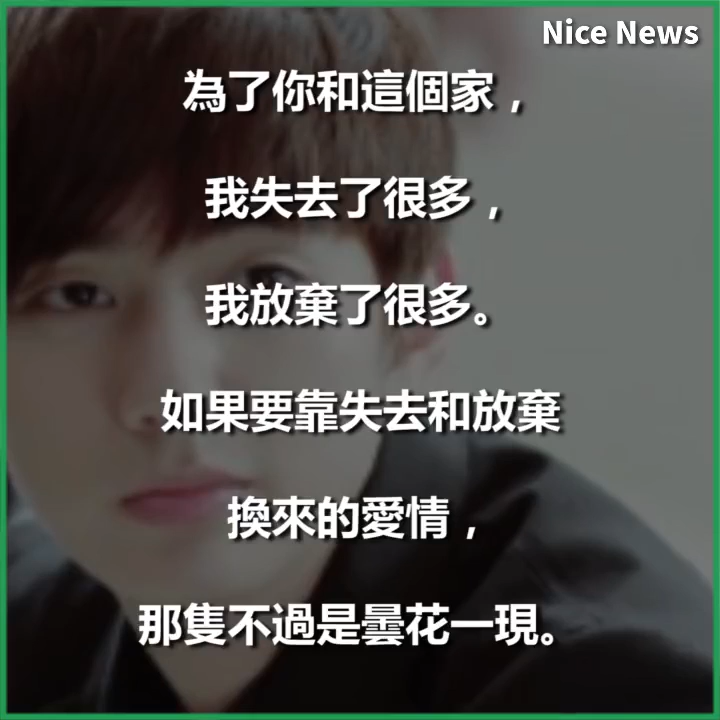 Nice News
為了你和這個家，
我失去了很多，
我放棄了很多。
如果要靠失去和放棄
換來的愛情，
那隻不過是曇花一現。